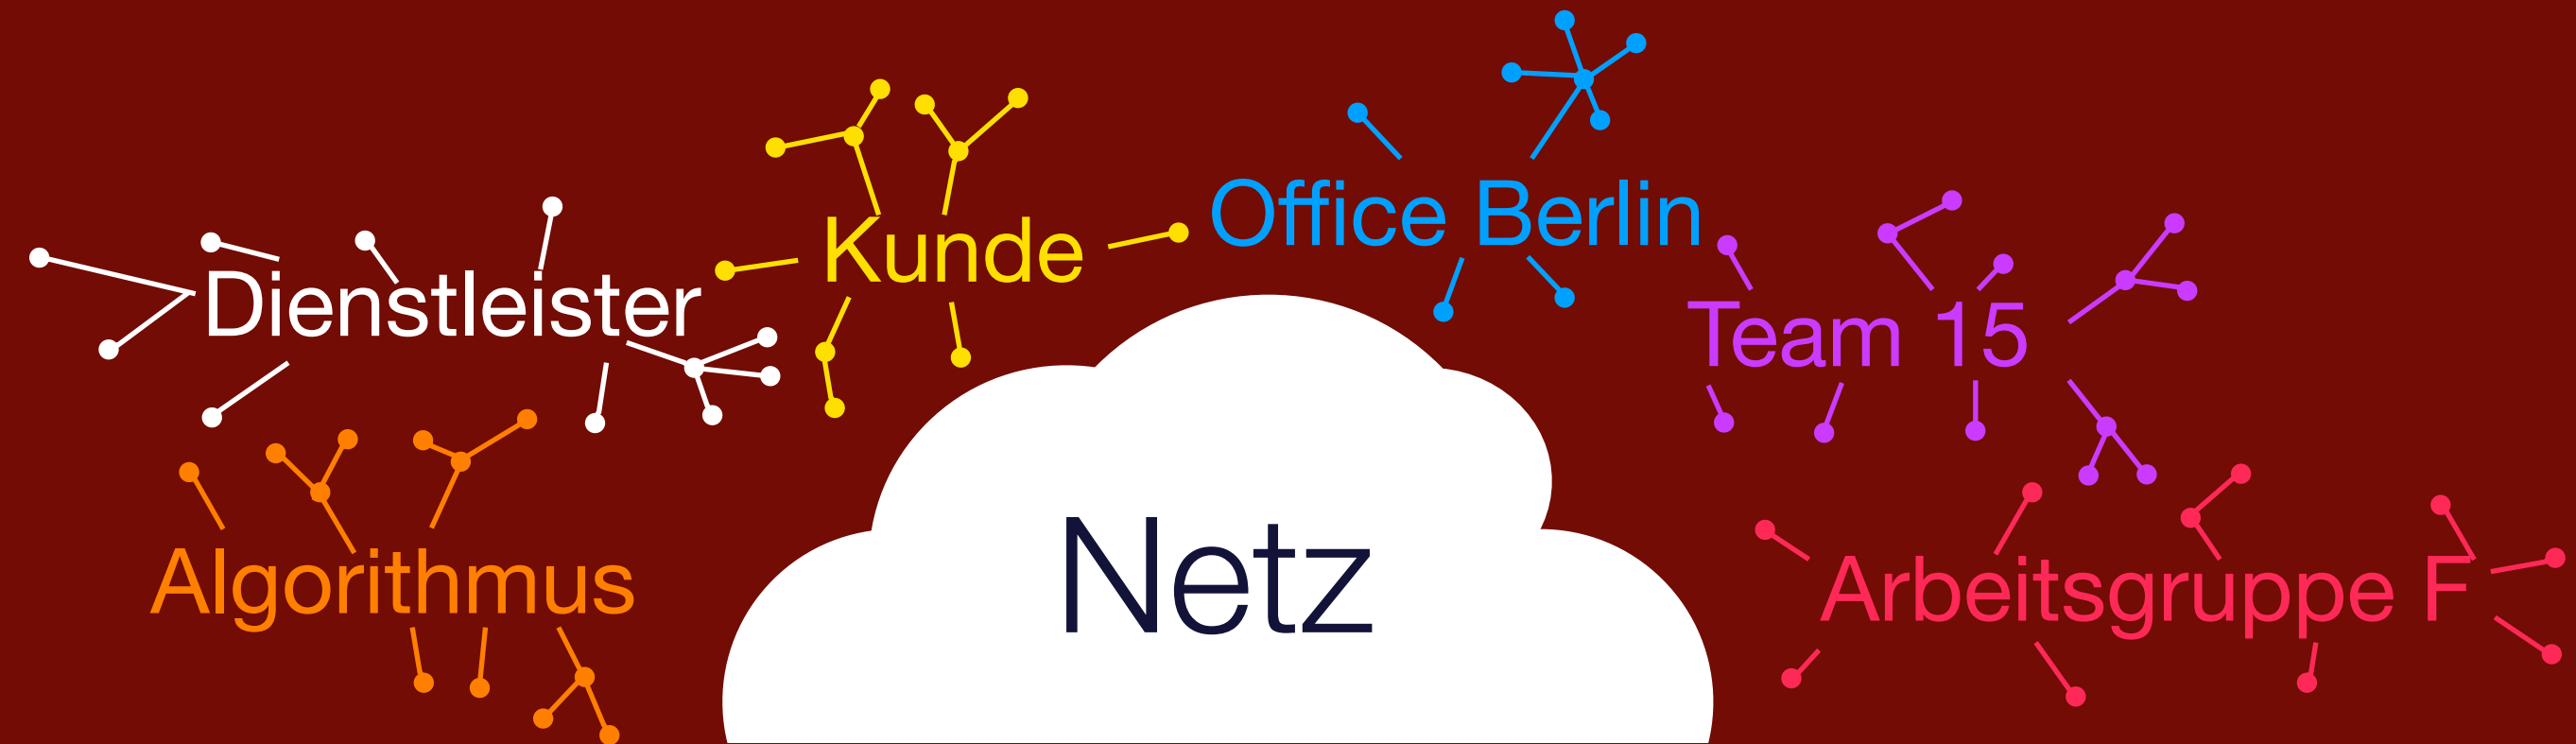 Office Berlin
Kunde
Dienstleister
Team 15
Algorithmus
Netz
Arbeitsgruppe F